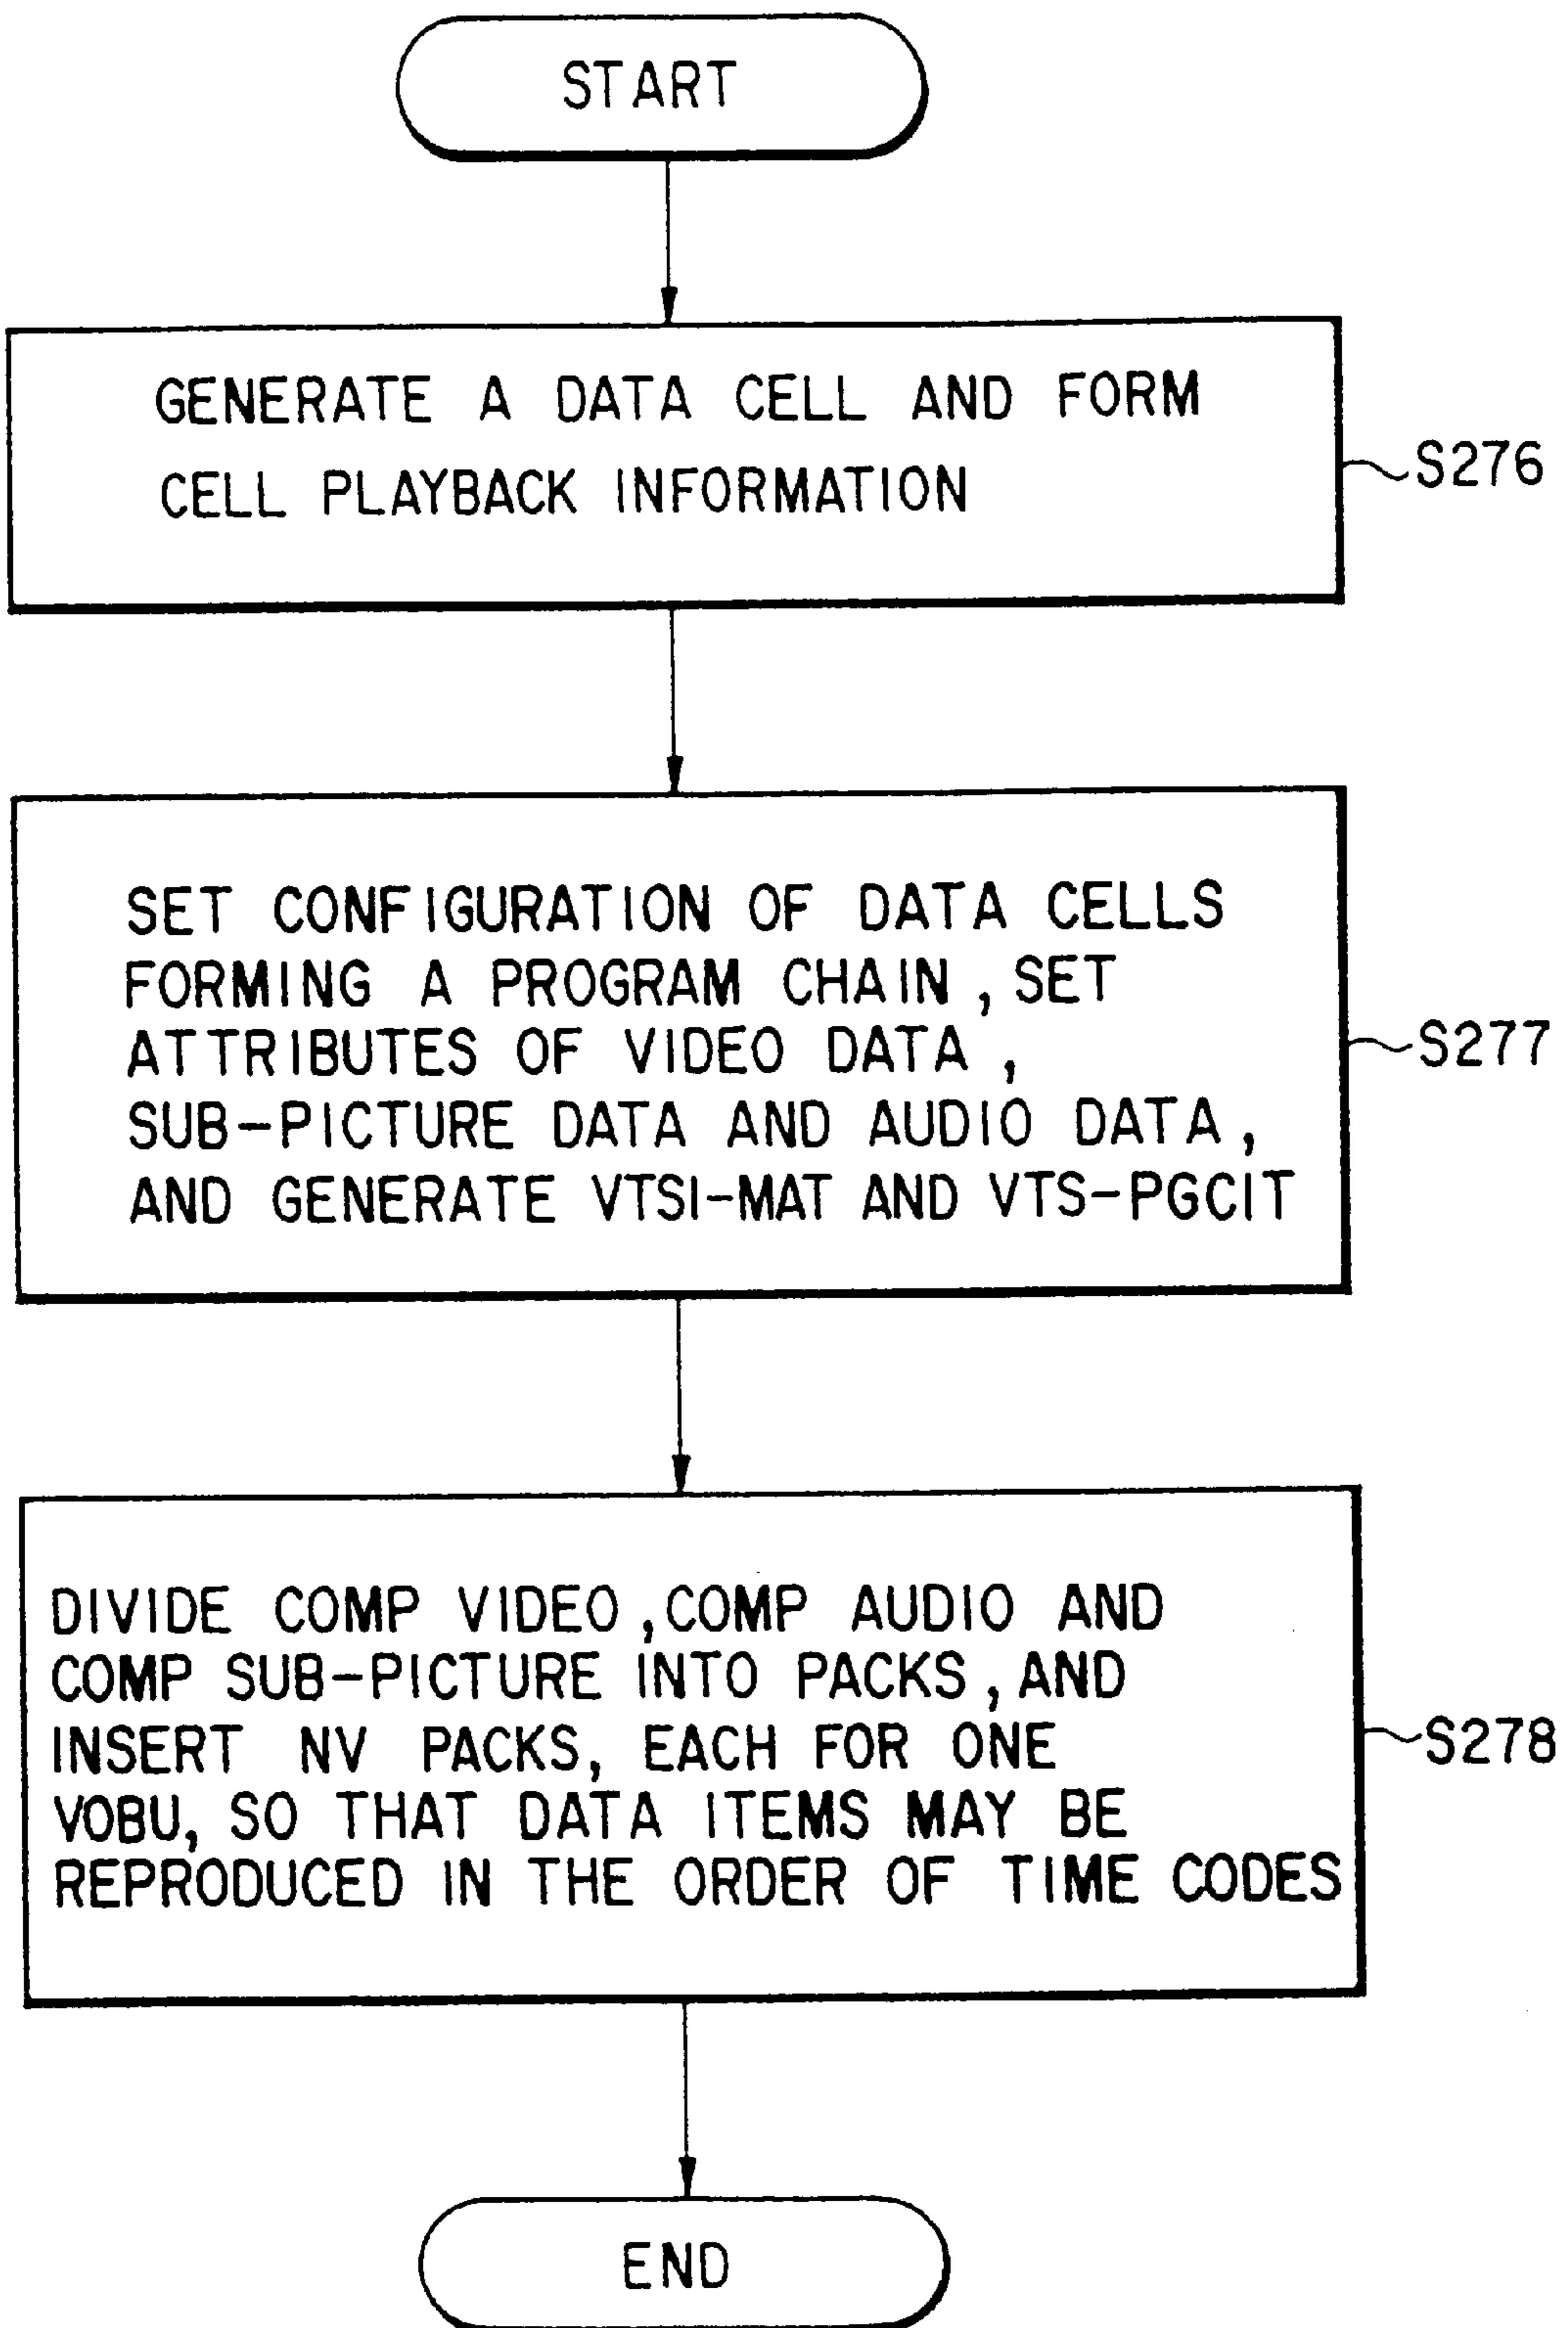 START
GENERATE A DATA CELL AND FORM
CELL PLAYBACK INFORMATION
S276
SET CONFIGURATION OF DATA CELLS
FORMING A PROGRAM CHAIN, SET
ATTRIBUTES OF VIDEO DATA,
SUB-PICTURE DATA AND AUDIO DATA,
AND GENERATE VTSI-MAT AND VTS-PGCIT
S277
DIVIDE COMP VIDEO, COMP AUDIO AND
COMP SUB-PICTURE INTO PACKS, AND
INSERT NV PACKS, EACH FOR ONE
VOBU, SO THAT DATA ITEMS MAY BE
REPRODUCED IN THE ORDER OF TIME CODES
S278
END